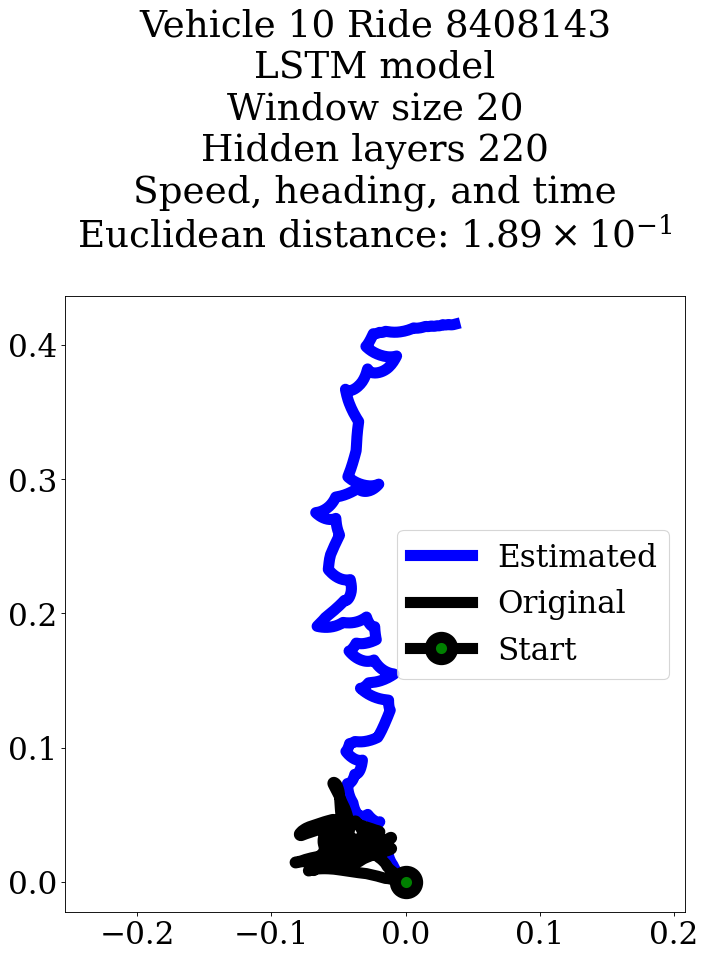 Vehicle 10 Ride 8408143
LSTM model
Window size 20
Hidden layers 220
Speed, heading, and time
Euclidean distance: 1.89 × 10⁻¹
0.4
0.3
Estimated
Original
0.2
Start
0.1
0.0
−0.2 −0.1 0.0 0.1 0.2